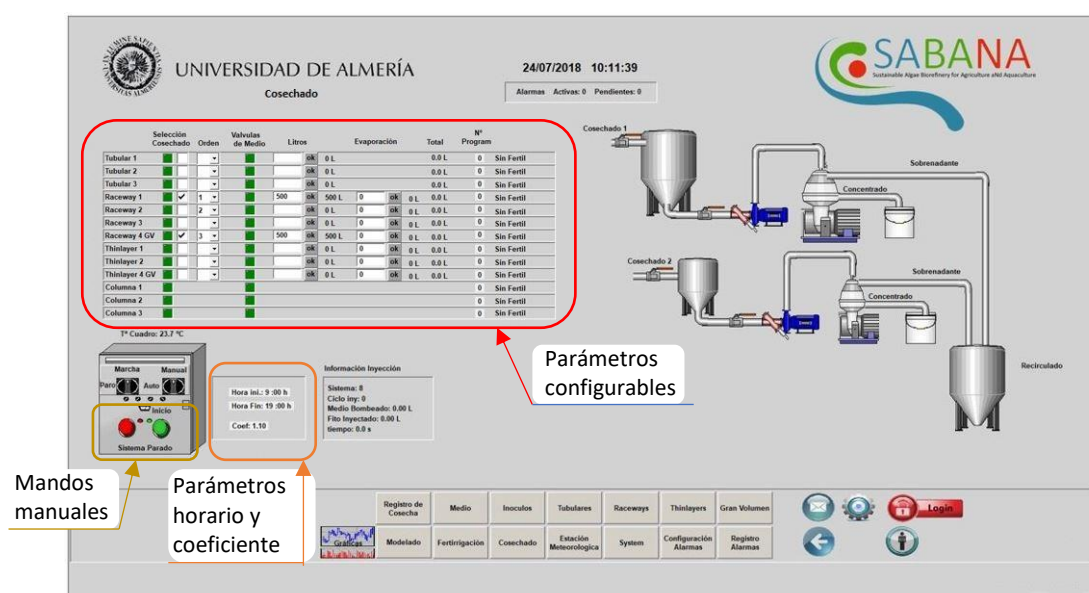 UNIVERSIDAD DE ALMERÍA
Cosechado
24/07/2018 10:11:39
Alarmas Activas: 0 Pendientes: 0
SABANA
Sustainable Algae Biorefinery for Agriculture aNd Aquaculture
Selección Cosechado Orden Valvulas de Medio Litros Evaporación Total Nº Program
Tubular 1 ok 0 L 0.0 L 0 Sin Fertil
Tubular 2 0 L 0.0 L 0 Sin Fertil
Tubular 3 0 L 0.0 L 0 Sin Fertil
Raceway 1 1 500 ok 500 L 0 ok 0 L 0.0 L 0 Sin Fertil
Raceway 2 2 ok 0 L 0 ok 0 L 0.0 L 0 Sin Fertil
Raceway 3 ok 0 L 0 ok 0 L 0.0 L 0 Sin Fertil
Raceway 4 GV 3 500 ok 500 L 0 ok 0 L 0.0 L 0 Sin Fertil
Thinlayer 1 ok 0 L 0 ok 0 L 0.0 L 0 Sin Fertil
Thinlayer 2 ok 0 L 0 ok 0 L 0.0 L 0 Sin Fertil
Thinlayer 4 GV ok 0 L 0 ok 0 L 0.0 L 0 Sin Fertil
Columna 1 0 Sin Fertil
Columna 2 0 Sin Fertil
Columna 3 0 Sin Fertil
Cosechado 1
Sobrenadante
Concentrado
Cosechado 2
Sobrenadante
Concentrado
Recirculado
Parámetros
configurables
Tº Cuadro: 23.7 ºC
Marcha Manual
Paro Auto
Inicio
Sistema Parado
Hora ini.: 9 :00 h
Hora Fin: 19 :00 h
Coef: 1.10
Información Inyección
Sistema: 8
Ciclo iny: 0
Medio Bombeado: 0.00 L
Fito Inyectado: 0.00 L
tiempo: 0.0 s
Mandos
manuales
Parámetros
horario y
coeficiente
Registro de Cosecha Medio Inoculos Tubulares Raceways Thinlayers Gran Volumen
Gráficas Modelado Fertirrigación Cosechado Estación Meteorologica System Configuración Alarmas Registro Alarmas
Login